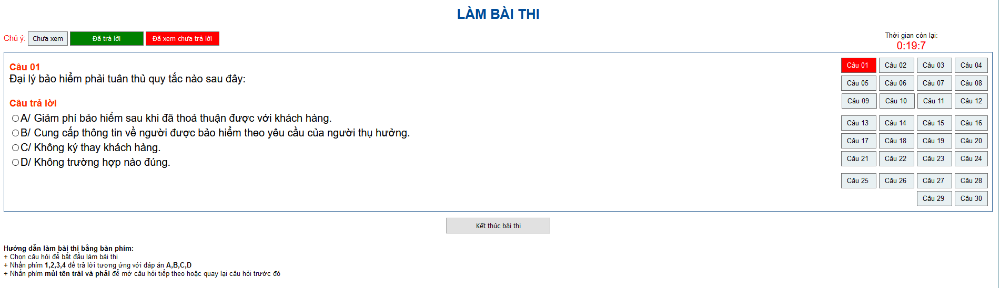 LÀM BÀI THI
Chú ý: Chưa xem Đã trả lời Đã xem chưa trả lời
Thời gian còn lại:
0:19:7
Câu 01
Đại lý bảo hiểm phải tuân thủ quy tắc nào sau đây:
Câu trả lời
A/ Giảm phí bảo hiểm sau khi đã thoả thuận được với khách hàng.
B/ Cung cấp thông tin về người được bảo hiểm theo yêu cầu của người thụ hưởng.
C/ Không ký thay khách hàng.
D/ Không trường hợp nào đúng.
Câu 01 Câu 02 Câu 03 Câu 04
Câu 05 Câu 06 Câu 07 Câu 08
Câu 09 Câu 10 Câu 11 Câu 12
Câu 13 Câu 14 Câu 15 Câu 16
Câu 17 Câu 18 Câu 19 Câu 20
Câu 21 Câu 22 Câu 23 Câu 24
Câu 25 Câu 26 Câu 27 Câu 28
Câu 29 Câu 30
Kết thúc bài thi
Hướng dẫn làm bài thi bằng bàn phím:
+ Chọn câu hỏi để bắt đầu làm bài thi
+ Nhấn phím 1,2,3,4 để trả lời tương ứng với đáp án A,B,C,D
+ Nhấn phím mủi tên trái và phải để mở câu hỏi tiếp theo hoặc quay lại câu hỏi trước đó